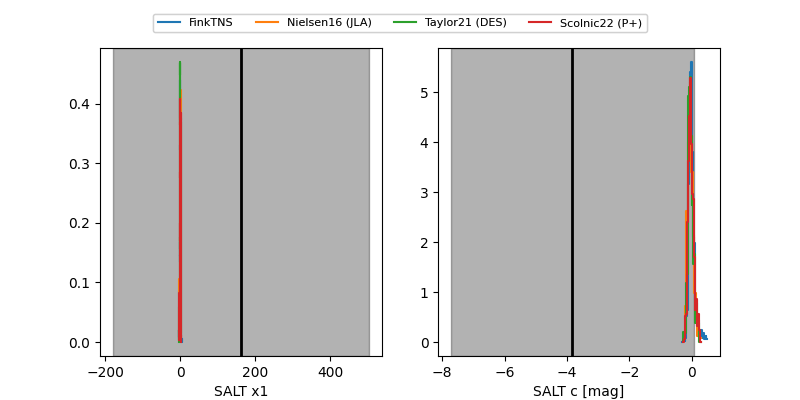 FinkTNS Nielsen16 (JLA) Taylor21 (DES) Scolnic22 (P+)
0.4
0.3
0.2
0.1
0.0
−200 0 200 400
SALT x1
5
4
3
2
1
0
−8 −6 −4 −2 0
SALT c [mag]